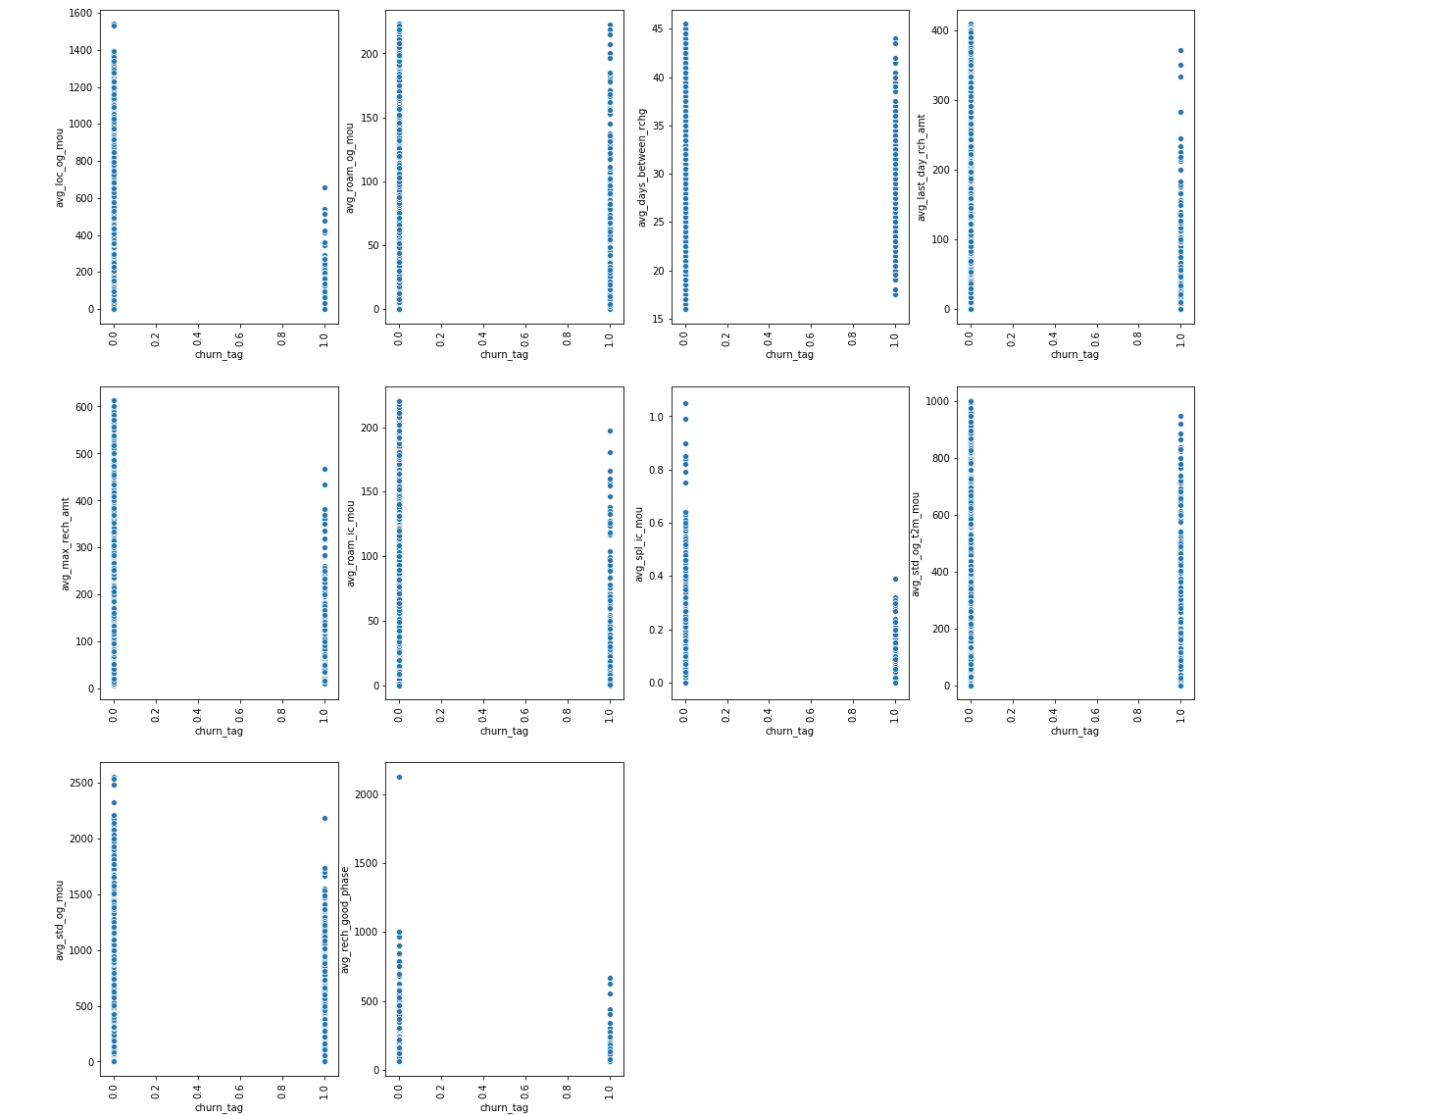 avg_loc_og_mou
1600
1400
1200
1000
800
600
400
200
0
0.0 0.2 0.4 0.6 0.8 1.0
churn_tag
avg_roam_og_mou
200
150
100
50
0
0.0 0.2 0.4 0.6 0.8 1.0
churn_tag
avg_days_between_rchg
45
40
35
30
25
20
15
0.0 0.2 0.4 0.6 0.8 1.0
churn_tag
avg_last_day_rch_amt
400
300
200
100
0
0.0 0.2 0.4 0.6 0.8 1.0
churn_tag
avg_max_rech_amt
600
500
400
300
200
100
0
0.0 0.2 0.4 0.6 0.8 1.0
churn_tag
avg_roam_ic_mou
200
150
100
50
0
0.0 0.2 0.4 0.6 0.8 1.0
churn_tag
avg_spl_ic_mou
1.0
0.8
0.6
0.4
0.2
0.0
0.0 0.2 0.4 0.6 0.8 1.0
churn_tag
avg_std_og_t2m_mou
1000
800
600
400
200
0
0.0 0.2 0.4 0.6 0.8 1.0
churn_tag
avg_std_og_mou
2500
2000
1500
1000
500
0
0.0 0.2 0.4 0.6 0.8 1.0
churn_tag
avg_rech_good_phase
2000
1500
1000
500
0
0.0 0.2 0.4 0.6 0.8 1.0
churn_tag